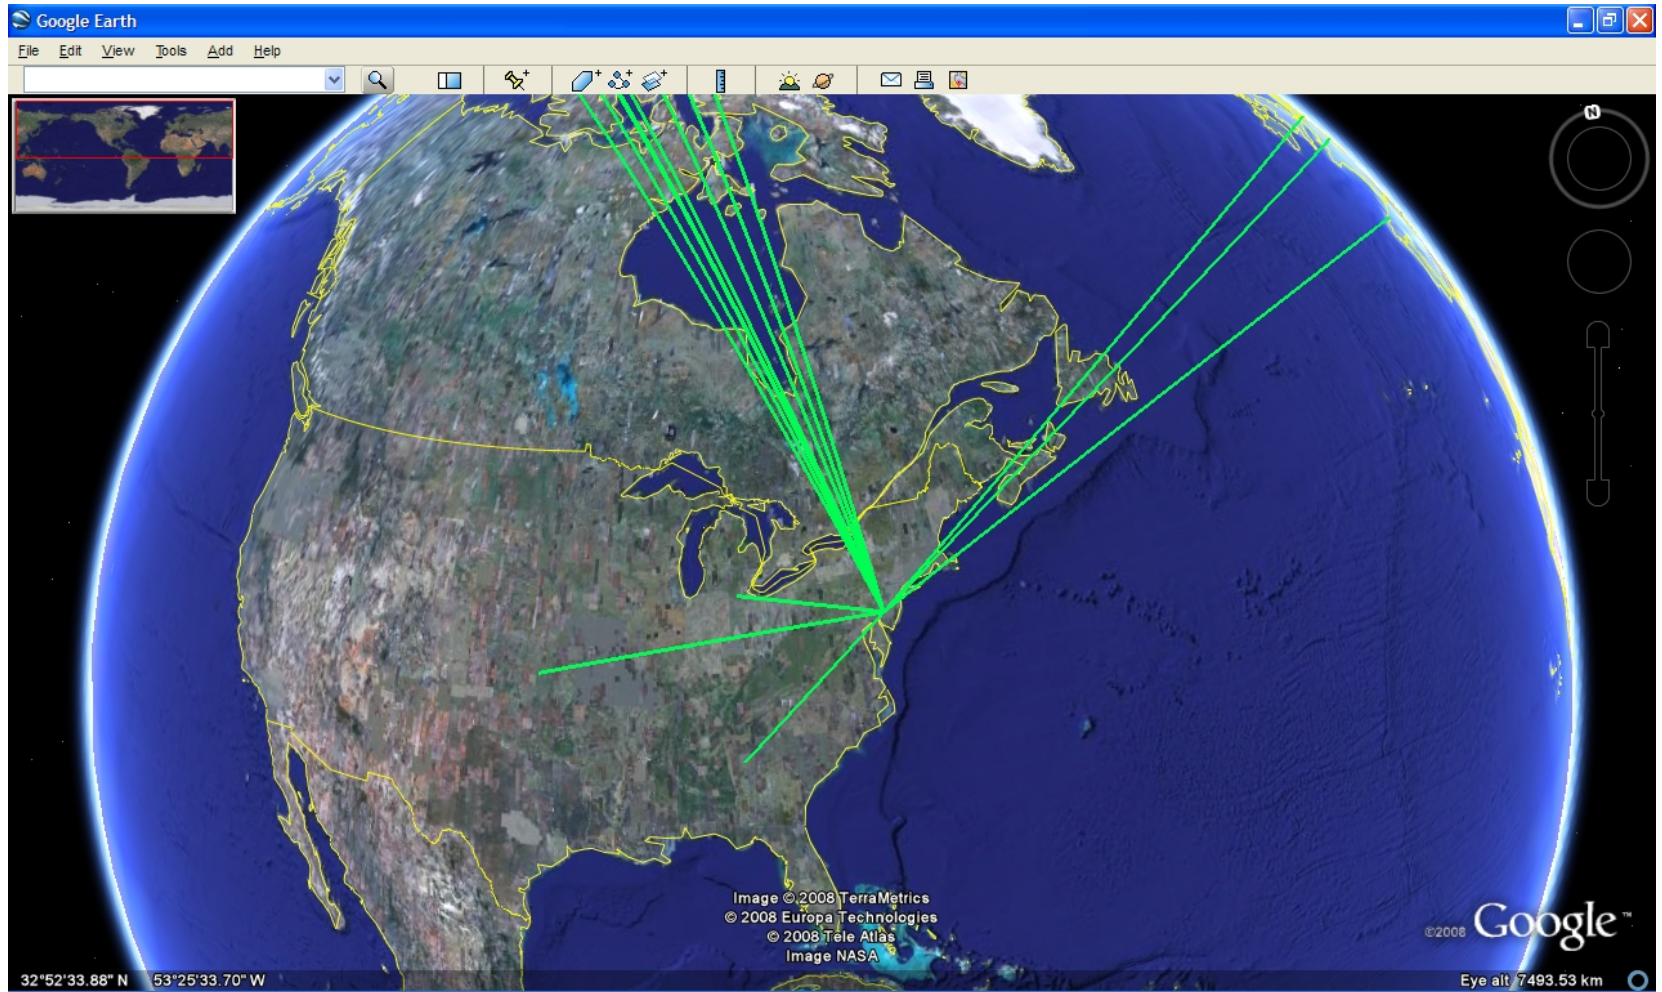 Google Earth
File Edit View Tools Add Help
N
Image © 2008 TerraMetrics
© 2008 Europa Technologies
© 2008 Tele Atlas
Image NASA
©2008 Google™
32°52'33.88" N 53°25'33.70" W
Eye alt 7493.53 km